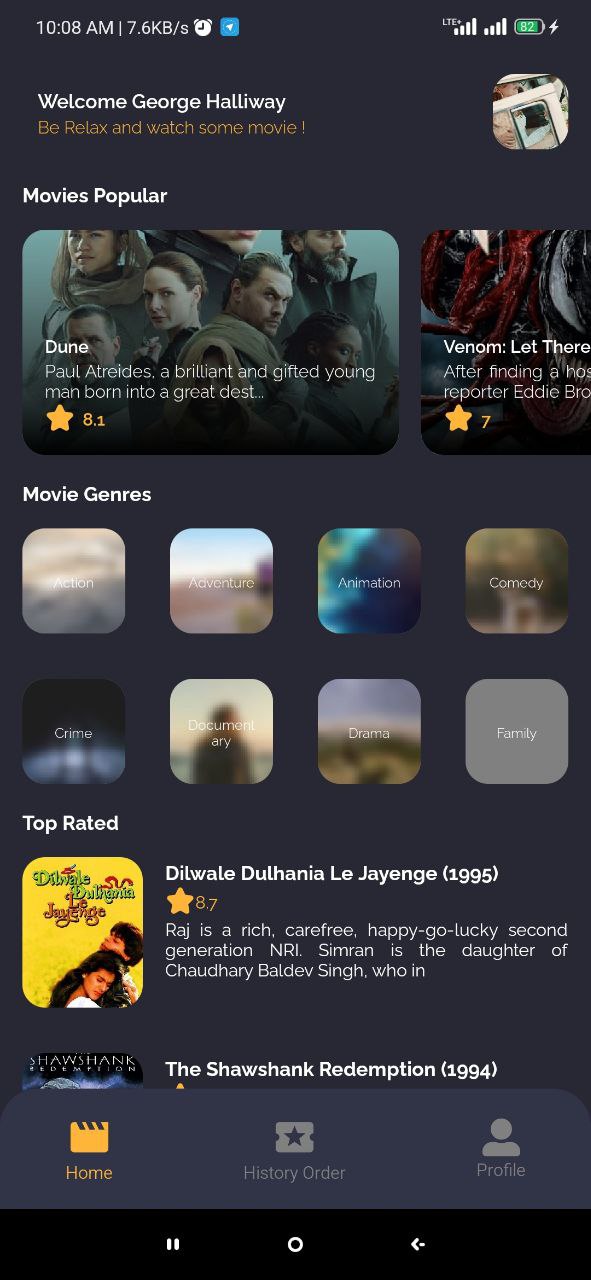 10:08 AM | 7.6KB/s
LTE+
82
Welcome George Halliway
Be Relax and watch some movie !
Movies Popular
Dune
Paul Atreides, a brilliant and gifted young
man born into a great dest...
8.1
Venom: Let There
After finding a hos
reporter Eddie Bro
7
Movie Genres
Action
Adventure
Animation
Comedy
Crime
Document
ary
Drama
Family
Top Rated
Dilwale
Dulhania
Le
Jayenge
Dilwale Dulhania Le Jayenge (1995)
8.7
Raj is a rich, carefree, happy-go-lucky second
generation NRI. Simran is the daughter of
Chaudhary Baldev Singh, who in
SHAWSHANK
REDEMPTION
The Shawshank Redemption (1994)
Home
History Order
Profile